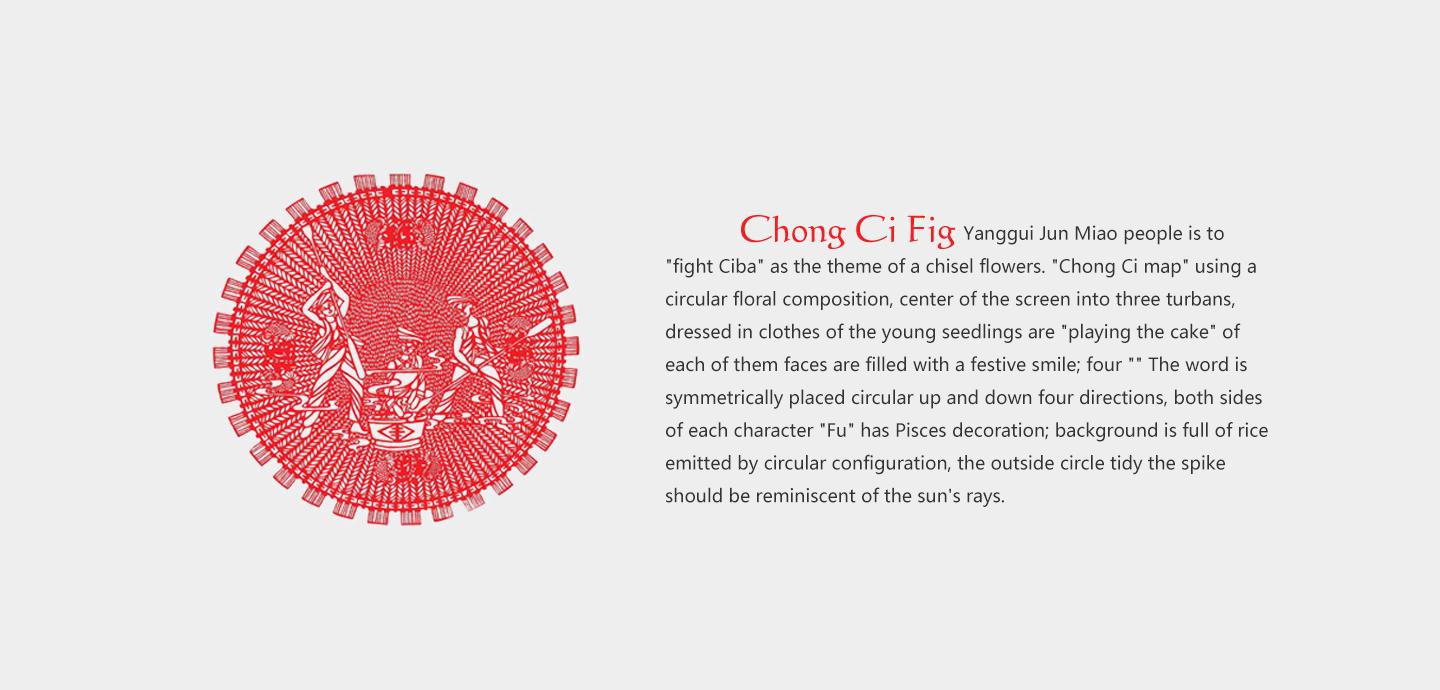 Chong Ci Fig Yanggui Jun Miao people is to
"fight Ciba" as the theme of a chisel flowers. "Chong Ci map" using a
circular floral composition, center of the screen into three turbans,
dressed in clothes of the young seedlings are "playing the cake" of
each of them faces are filled with a festive smile; four "" The word is
symmetrically placed circular up and down four directions, both sides
of each character "Fu" has Pisces decoration; background is full of rice
emitted by circular configuration, the outside circle tidy the spike
should be reminiscent of the sun's rays.